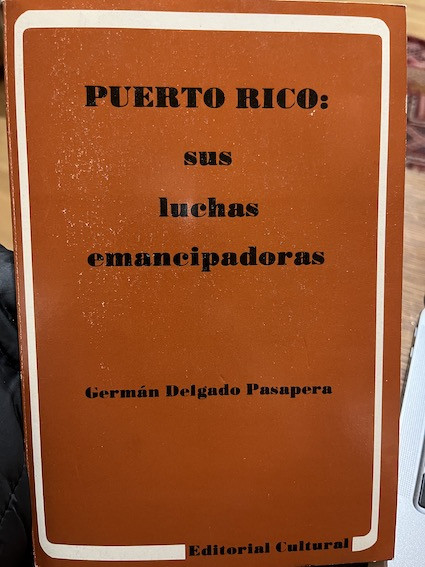 PUERTO RICO:
sus
luchas
emancipadoras
Germán Delgado Pasapera
Editorial Cultural